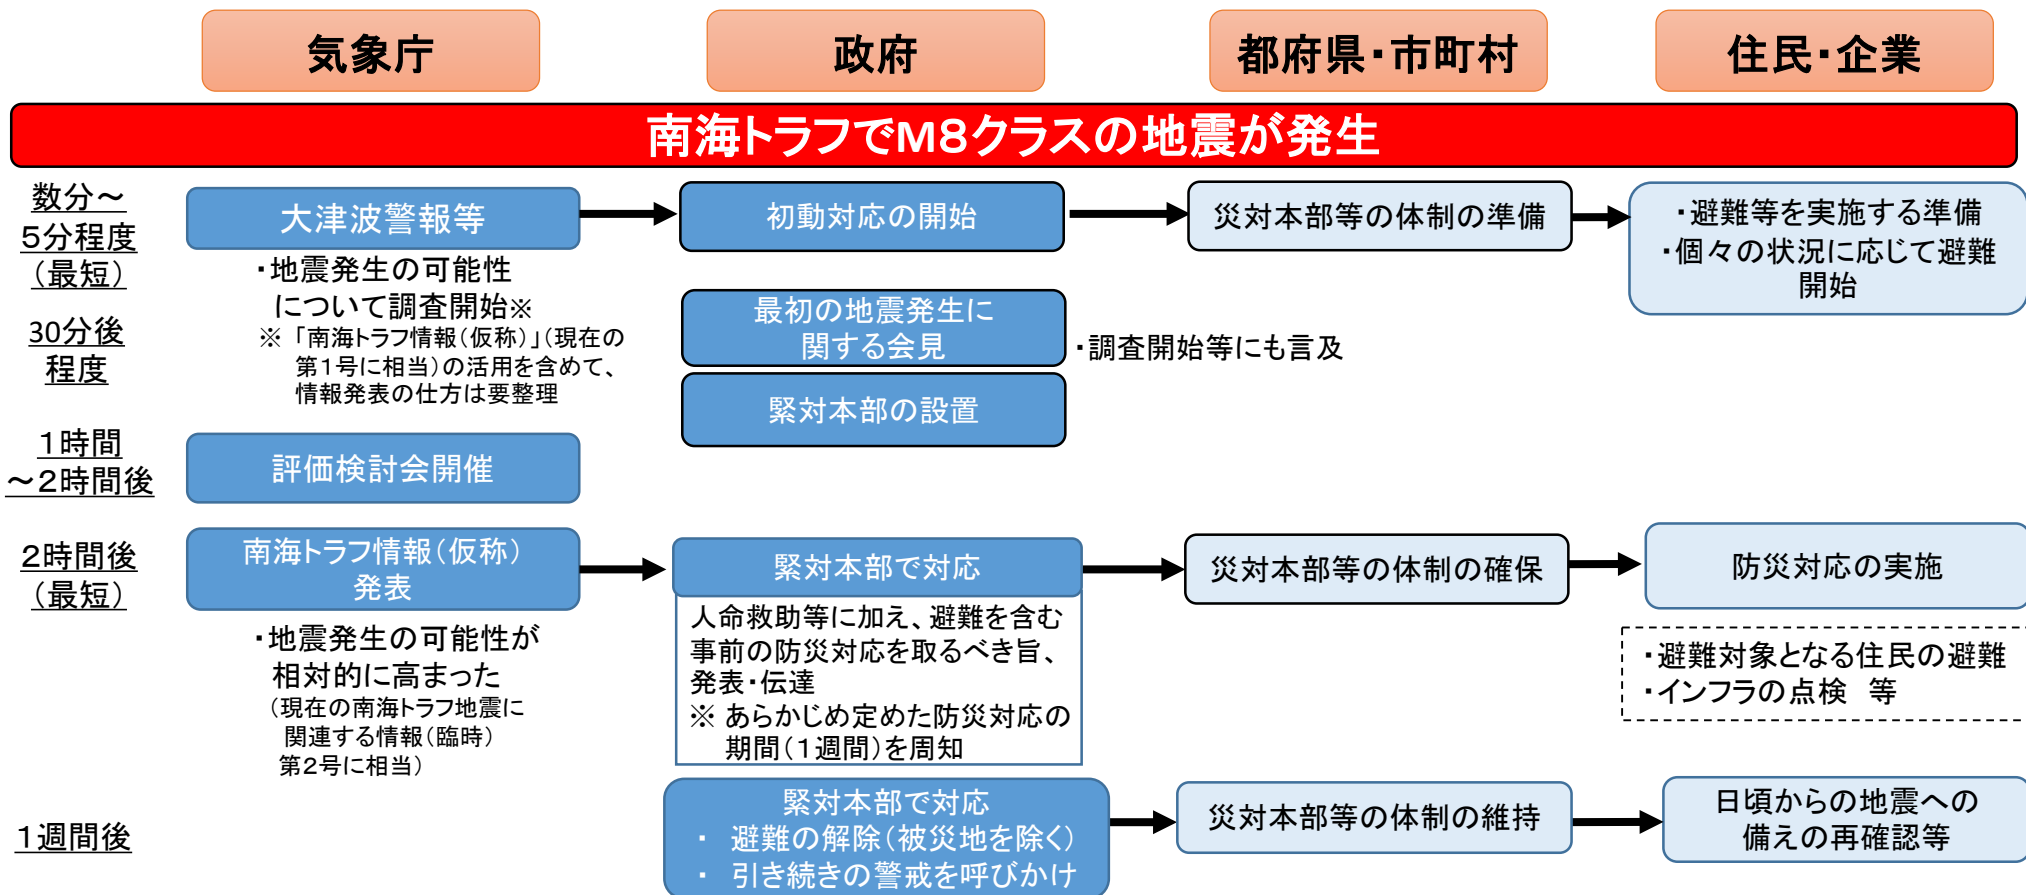 気象庁
政府
都府県・市町村
住民・企業
南海トラフでM8クラスの地震が発生
数分～
5分程度
（最短）
大津波警報等
初動対応の開始
災対本部等の体制の準備
・避難等を実施する準備
・個々の状況に応じて避難
開始
・地震発生の可能性
について調査開始※
※ 「南海トラフ情報（仮称）」（現在の
第１号に相当）の活用を含めて、
情報発表の仕方は要整理
30分後
程度
最初の地震発生に
関する会見
・調査開始等にも言及
緊対本部の設置
１時間
～２時間後
評価検討会開催
２時間後
（最短）
南海トラフ情報（仮称）
発表
緊対本部で対応
災対本部等の体制の確保
防災対応の実施
・地震発生の可能性が
相対的に高まった
（現在の南海トラフ地震に
関連する情報（臨時）
第２号に相当）
人命救助等に加え、避難を含む
事前の防災対応を取るべき旨、
発表・伝達
※ あらかじめ定めた防災対応の
期間（１週間）を周知
・避難対象となる住民の避難
・インフラの点検 等
１週間後
緊対本部で対応
・ 避難の解除（被災地を除く）
・ 引き続きの警戒を呼びかけ
災対本部等の体制の維持
日頃からの地震への
備えの再確認等